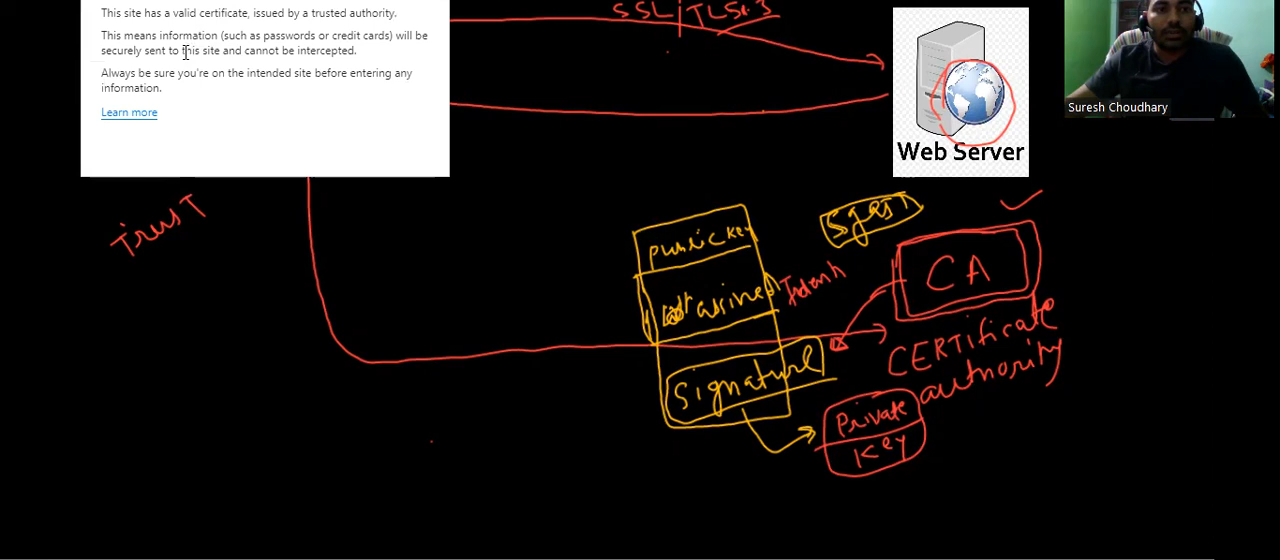 This site has a valid certificate, issued by a trusted authority.
This means information (such as passwords or credit cards) will be
securely sent to this site and cannot be intercepted.
Always be sure you're on the intended site before entering any
information.
Learn more
SSL/TLS1.3
Web Server
Suresh Choudhary
TrusT
public key
CA
CERTificate
authority
Signature
Private
Key